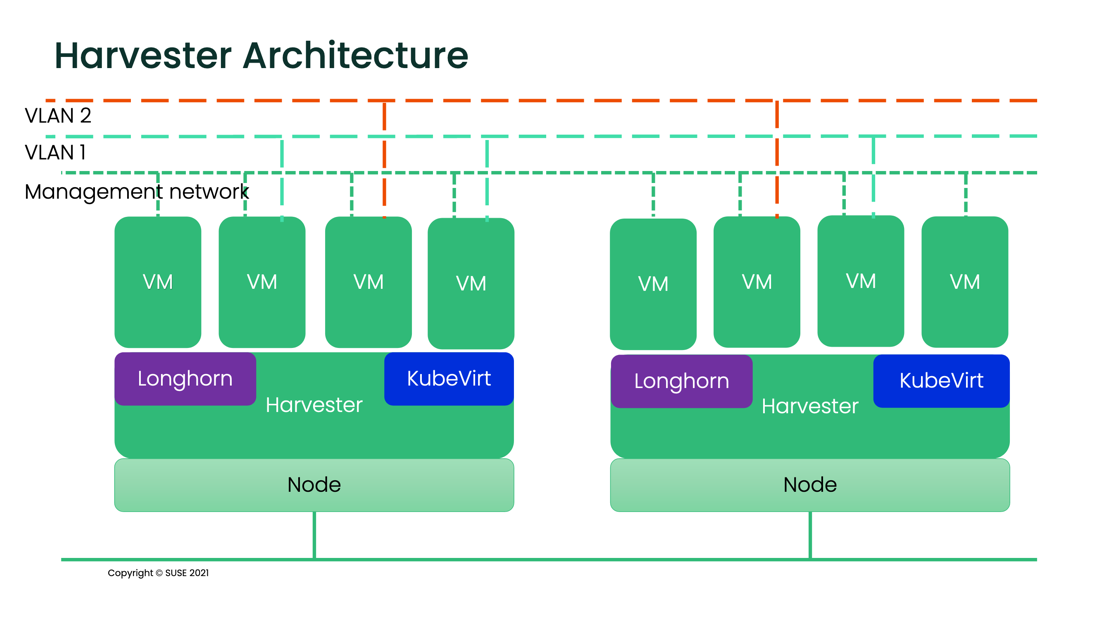 Harvester Architecture
VLAN 2
VLAN 1
Management network
VM
VM
VM
VM
VM
VM
VM
VM
Longhorn
Harvester
KubeVirt
Longhorn
Harvester
KubeVirt
Node
Node
Copyright © SUSE 2021